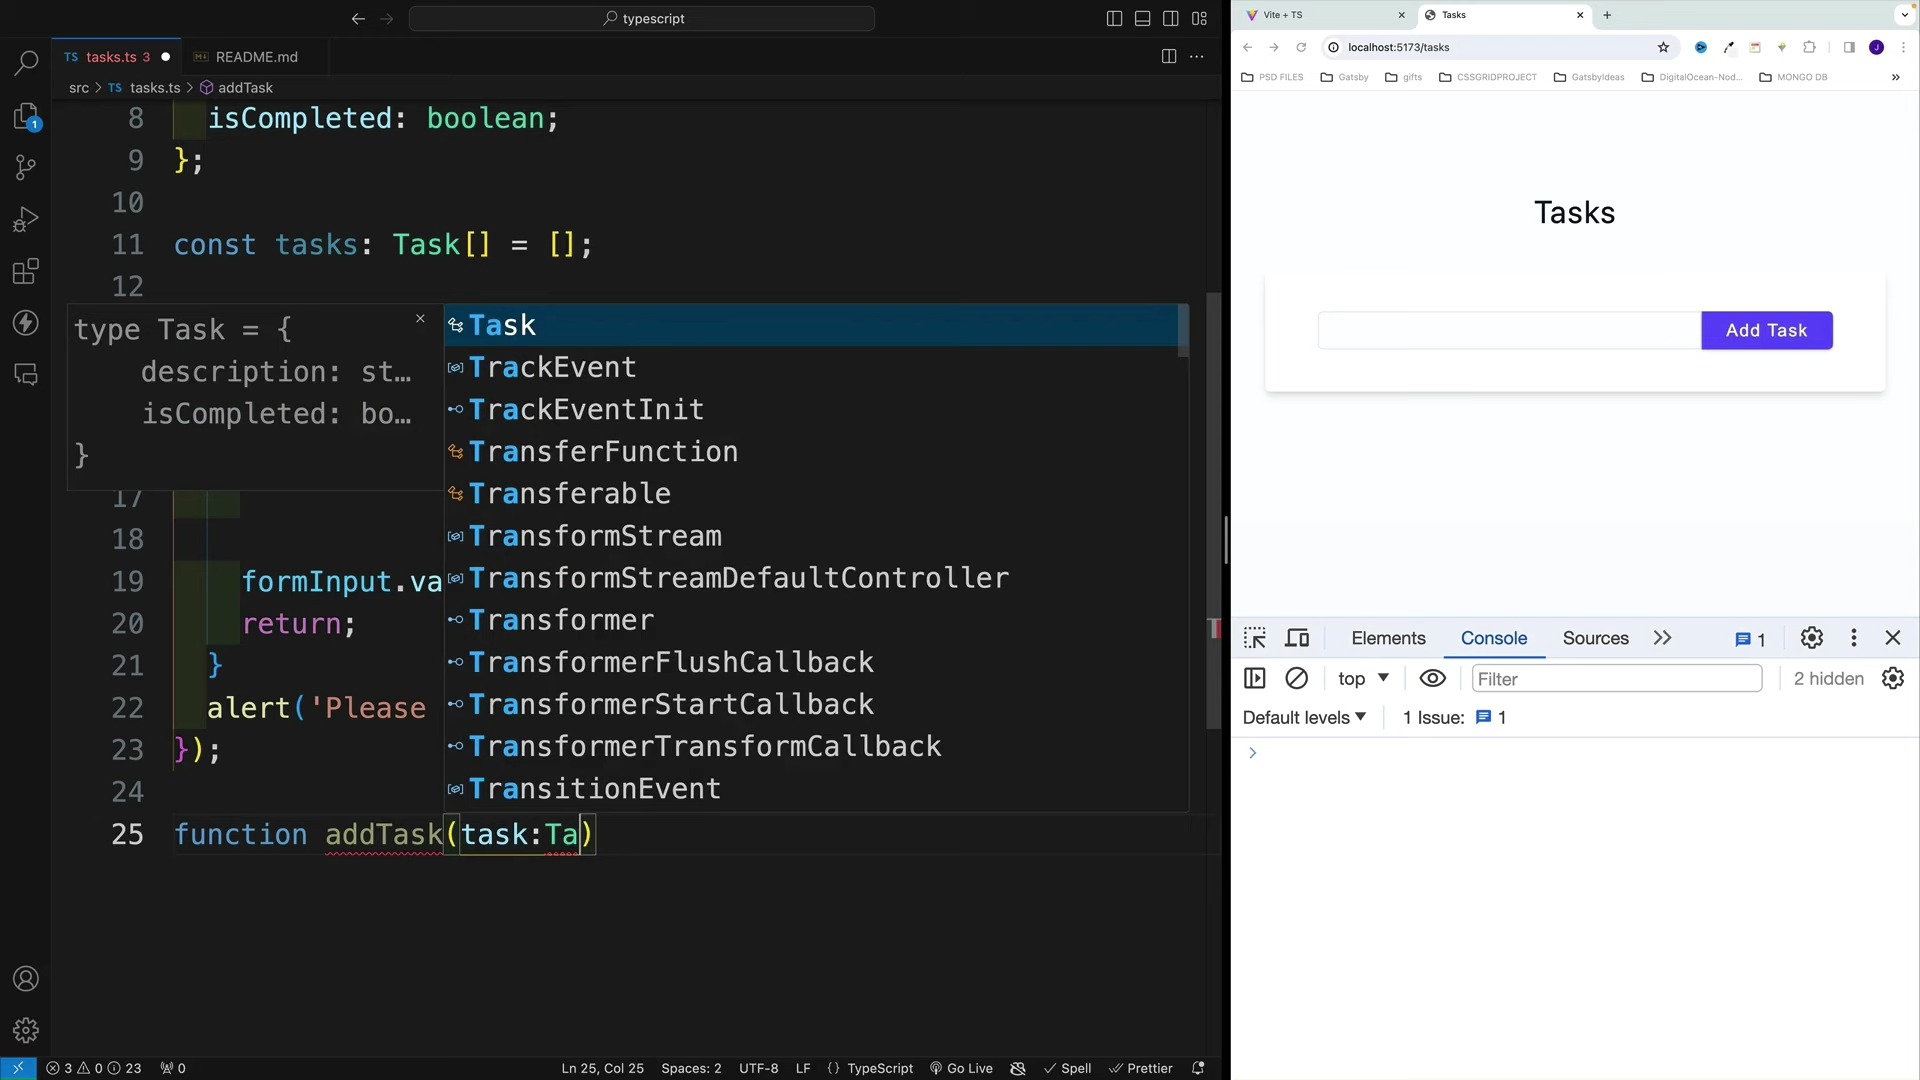 typescript
TS tasks.ts 3
README.md
src > TS tasks.ts > addTask
8 isCompleted: boolean;
9 };
10
11 const tasks: Task[] = [];
12
type Task = {
description: st…
isCompleted: bo…
}
Task
TrackEvent
TrackEventInit
TransferFunction
Transferable
TransformStream
TransformStreamDefaultController
Transformer
TransformerFlushCallback
TransformerStartCallback
TransformerTransformCallback
TransitionEvent
17
18
19 formInput.va
20 return;
21 }
22 alert('Please
23 });
24
25 function addTask(task:Ta)
1
3 0 23 0
Ln 25, Col 25 Spaces: 2 UTF-8 LF {} TypeScript Go Live Spell Prettier
Vite + TS
Tasks
localhost:5173/tasks
J
PSD FILES Gatsby gifts CSSGRIDPROJECT GatsbyIdeas DigitalOcean-Nod... MONGO DB
Tasks
Add Task
Elements Console Sources 1
top Filter 2 hidden
Default levels 1 Issue: 1